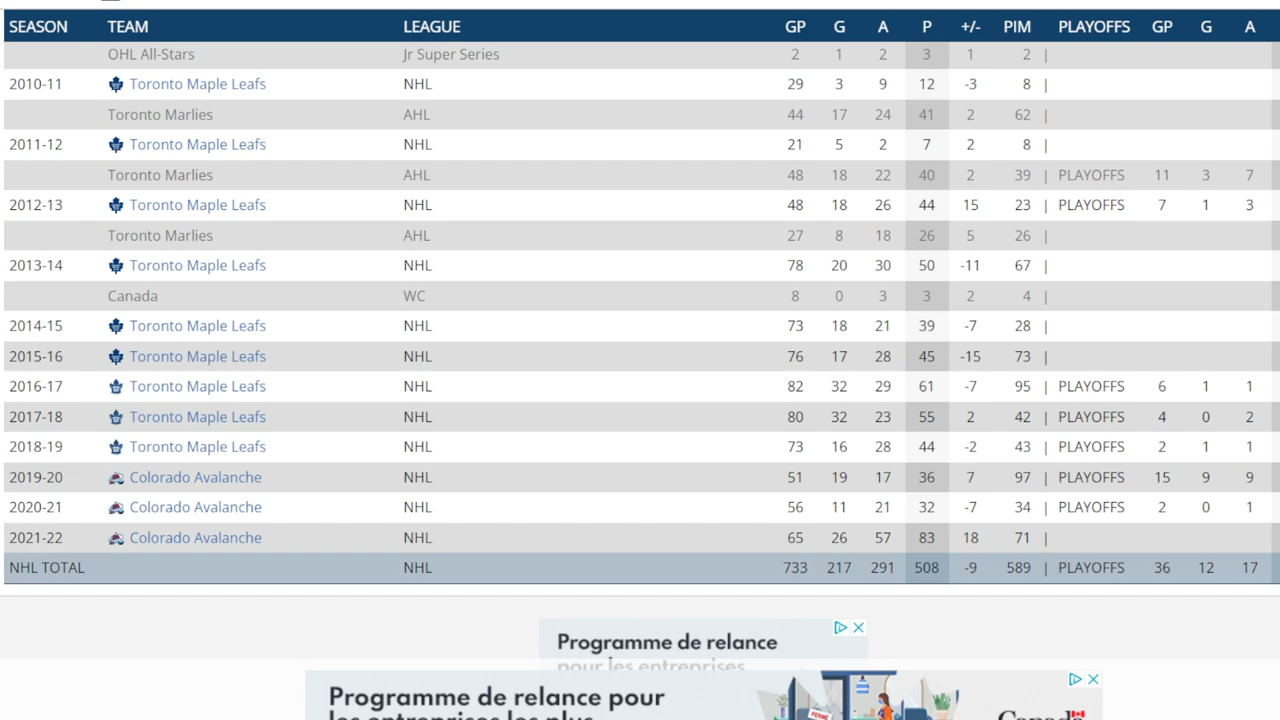 SEASON TEAM LEAGUE GP G A P +/- PIM PLAYOFFS GP G A
OHL All-Stars Jr Super Series 2 1 2 3 1 2 |
2010-11 Toronto Maple Leafs NHL 29 3 9 12 -3 8 |
Toronto Marlies AHL 44 17 24 41 2 62 |
2011-12 Toronto Maple Leafs NHL 21 5 2 7 2 8 |
Toronto Marlies AHL 48 18 22 40 2 39 | PLAYOFFS 11 3 7
2012-13 Toronto Maple Leafs NHL 48 18 26 44 15 23 | PLAYOFFS 7 1 3
Toronto Marlies AHL 27 8 18 26 5 26 |
2013-14 Toronto Maple Leafs NHL 78 20 30 50 -11 67 |
Canada WC 8 0 3 3 2 4 |
2014-15 Toronto Maple Leafs NHL 73 18 21 39 -7 28 |
2015-16 Toronto Maple Leafs NHL 76 17 28 45 -15 73 |
2016-17 Toronto Maple Leafs NHL 82 32 29 61 -7 95 | PLAYOFFS 6 1 1
2017-18 Toronto Maple Leafs NHL 80 32 23 55 2 42 | PLAYOFFS 4 0 2
2018-19 Toronto Maple Leafs NHL 73 16 28 44 -2 43 | PLAYOFFS 2 1 1
2019-20 Colorado Avalanche NHL 51 19 17 36 7 97 | PLAYOFFS 15 9 9
2020-21 Colorado Avalanche NHL 56 11 21 32 -7 34 | PLAYOFFS 2 0 1
2021-22 Colorado Avalanche NHL 65 26 57 83 18 71 |
NHL TOTAL NHL 733 217 291 508 -9 589 | PLAYOFFS 36 12 17
Programme de relance
pour les entreprises
Programme de relance pour
les entreprises les plus
FERMÉ
Canada